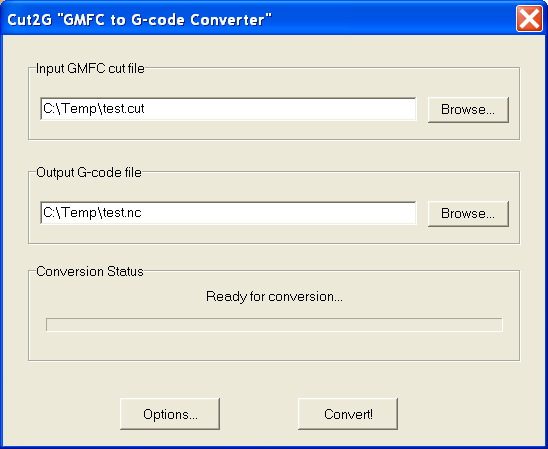 Cut2G "GMFC to G-code Converter"
Input GMFC cut file
C:\Temp\test.cut
Browse...
Output G-code file
C:\Temp\test.nc
Browse...
Conversion Status
Ready for conversion...
Options...
Convert!